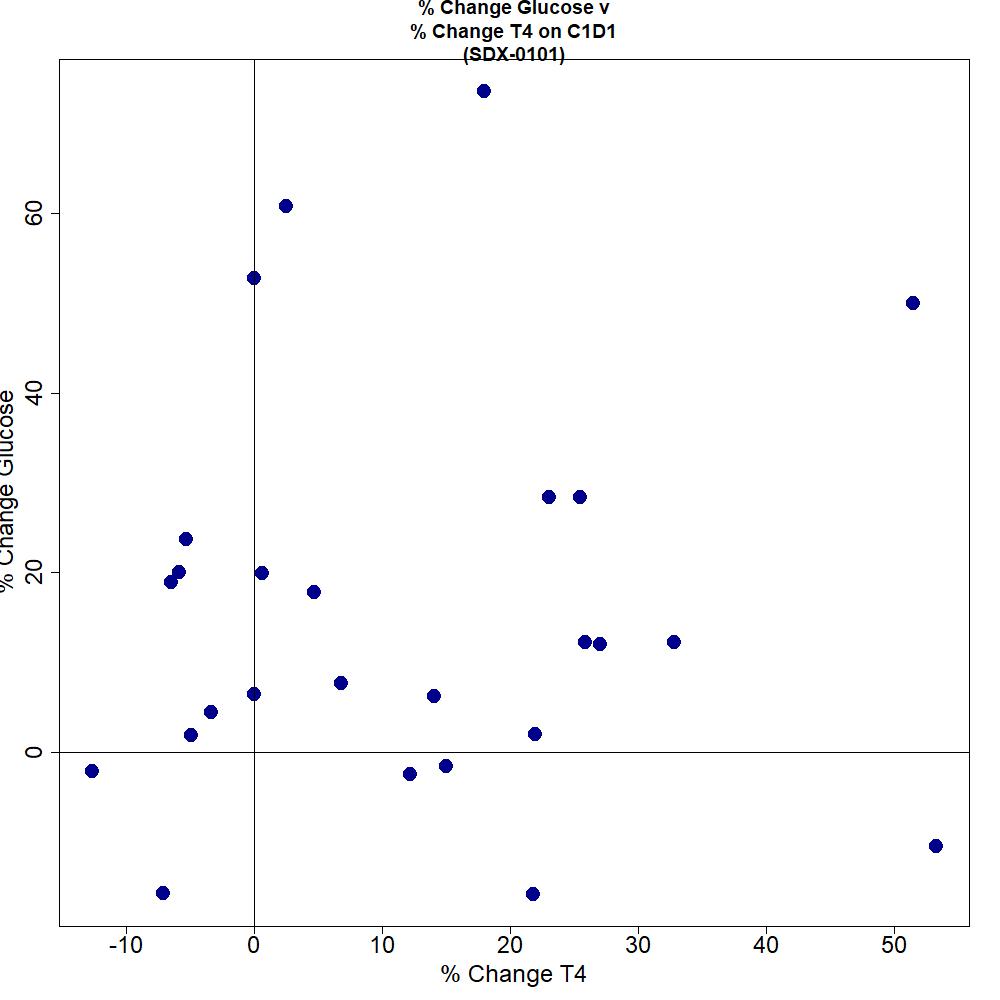 % Change Glucose v
% Change T4 on C1D1
(SDX-0101)
% Change Glucose
60
40
20
0
-10 0 10 20 30 40 50
% Change T4